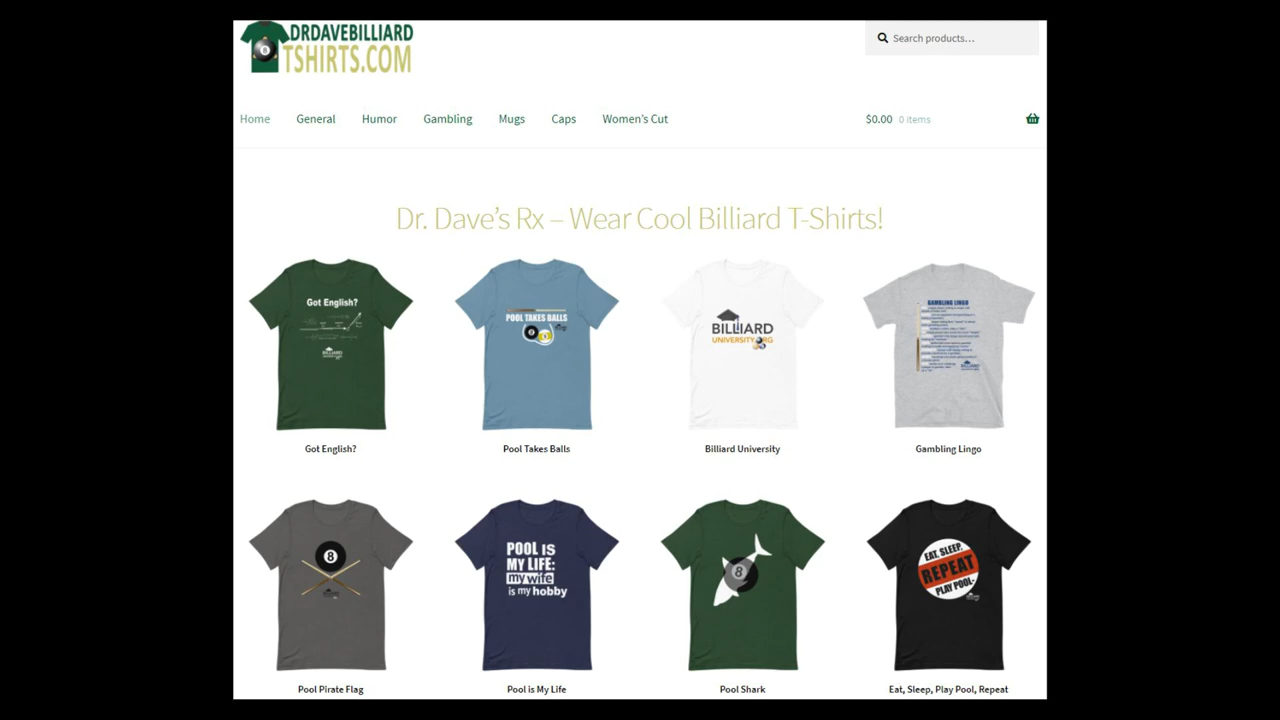 DRDAVEBILLIARD
TSHIRTS.COM
Search products...
Home General Humor Gambling Mugs Caps Women's Cut $0.00 0 items
Dr. Dave's Rx – Wear Cool Billiard T-Shirts!
Got English?
BILLIARD
POOL TAKES BALLS
BILLIARD
UNIVERSITY.ORG
GAMBLING LINGO
Got English? Pool Takes Balls Billiard University Gambling Lingo
8
POOL IS
MY LIFE:
my wife
is my hobby
8
EAT, SLEEP,
REPEAT
PLAY POOL-
Pool Pirate Flag Pool is My Life Pool Shark Eat, Sleep, Play Pool, Repeat